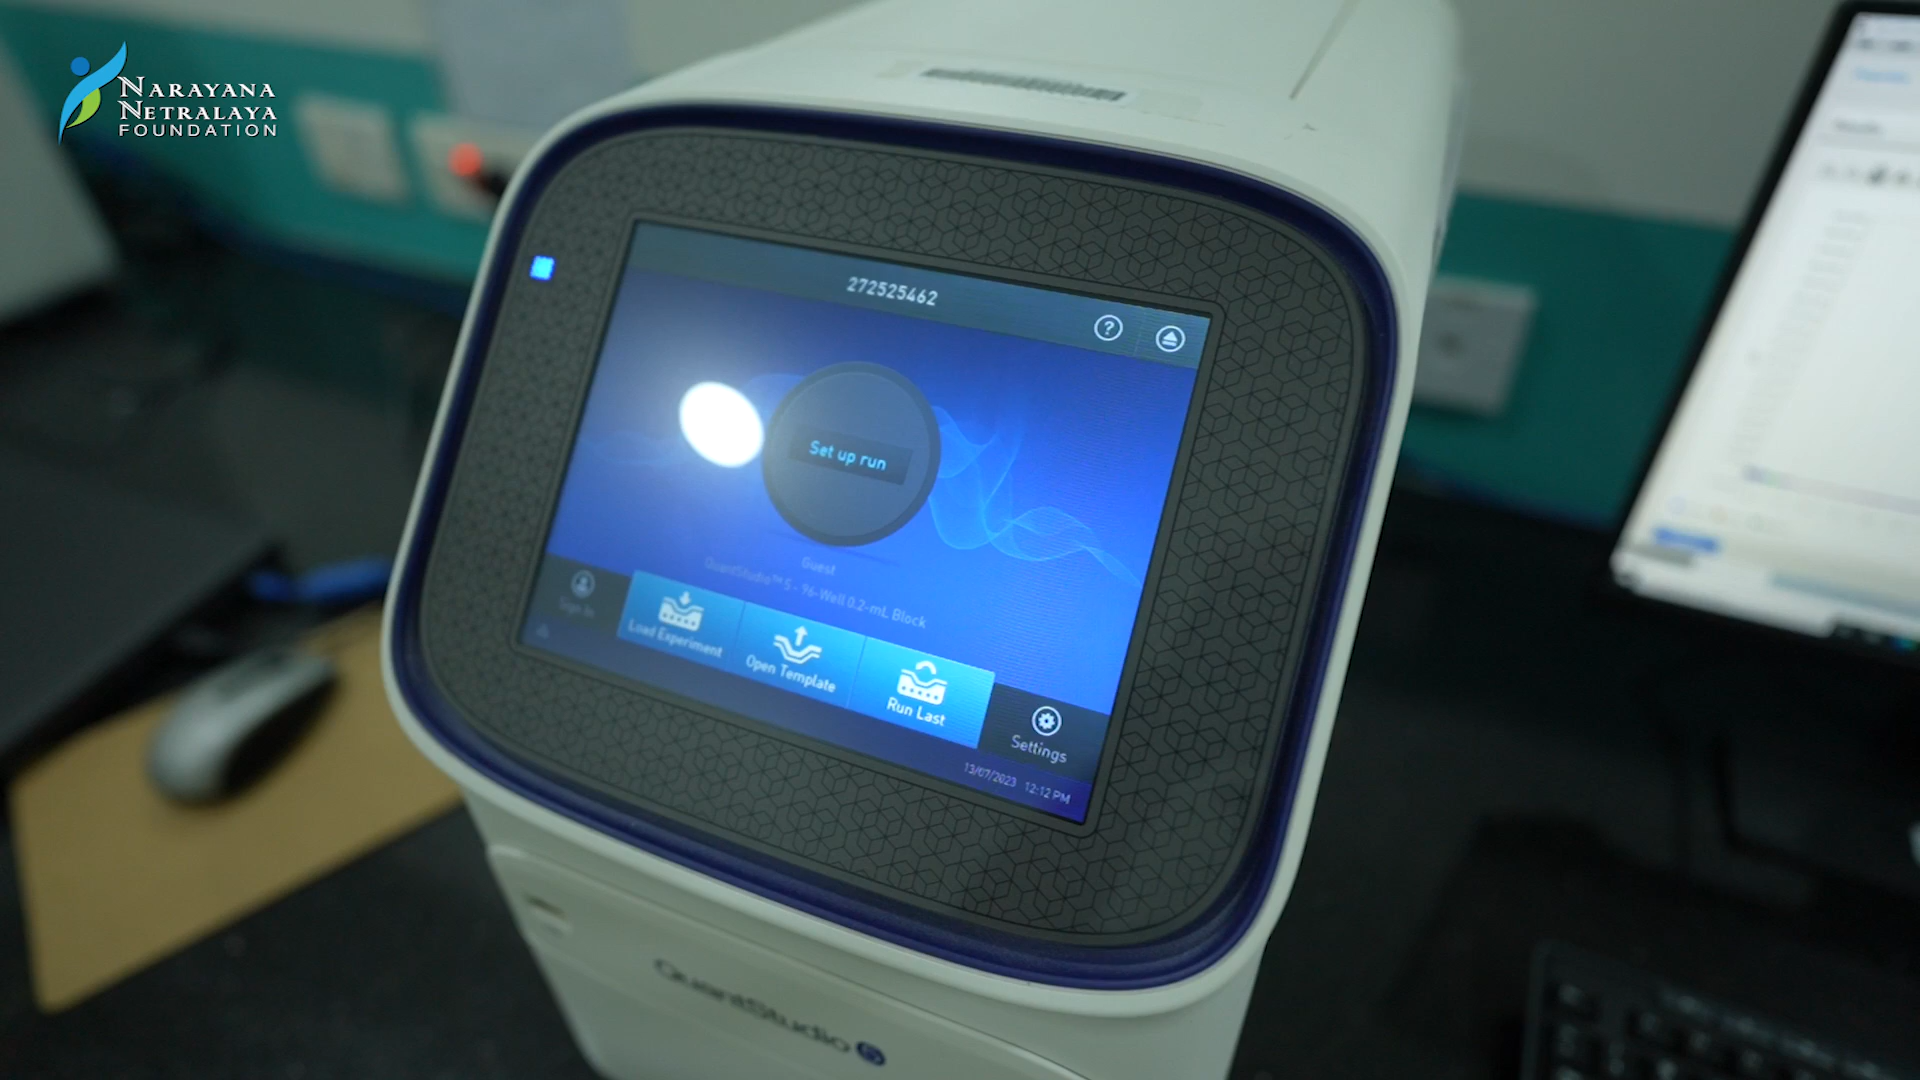 NARAYANA
NETRALAYA
FOUNDATION
272525462
?
Set up run
Guest
QuantStudio™ 5 - 96-Well 0.2-mL Block
Sign In
Load Experiment
Open Template
Run Last
Settings
13/07/2023 12:12 PM
QuantStudio 5